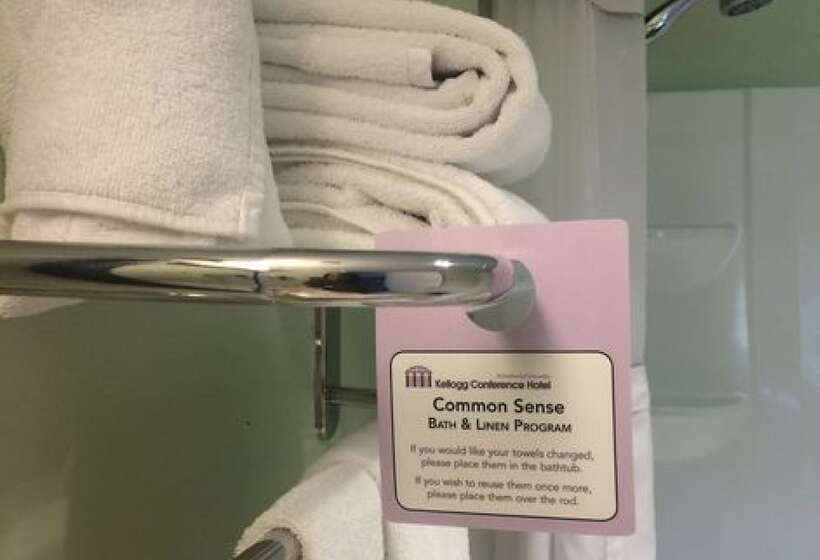 Kellogg Conference Hotel
Common Sense
BATH & LINEN PROGRAM
If you would like your towels changed,
please place them in the bathtub.
If you wish to reuse them once more,
please place them over the rod.